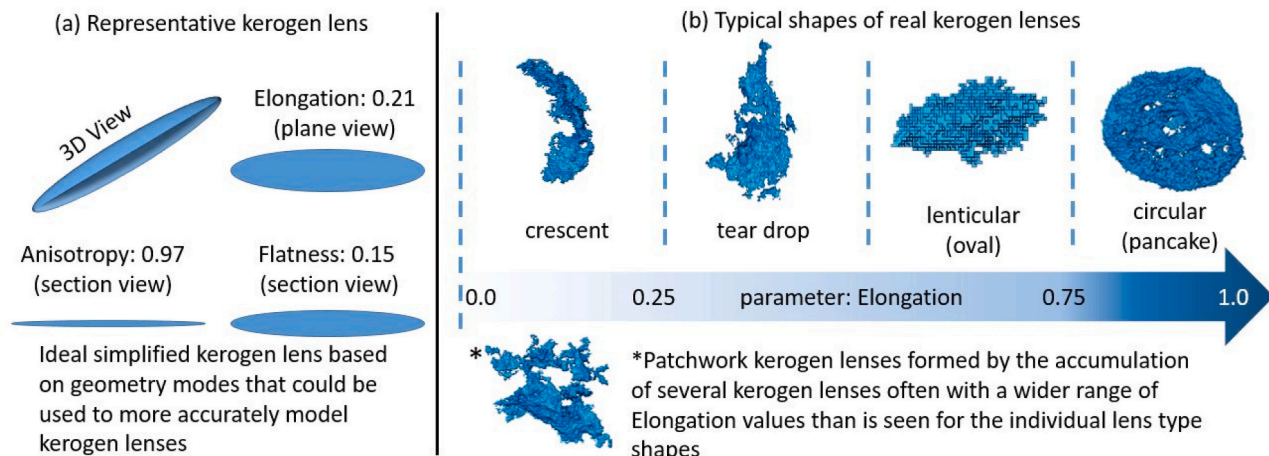 (a) Representative kerogen lens
3D View
Elongation: 0.21
(plane view)
Anisotropy: 0.97
(section view)
Flatness: 0.15
(section view)
Ideal simplified kerogen lens based
on geometry modes that could be
used to more accurately model
kerogen lenses
(b) Typical shapes of real kerogen lenses
crescent
tear drop
lenticular
(oval)
circular
(pancake)
0.0
0.25
parameter: Elongation
0.75
1.0
*
*Patchwork kerogen lenses formed by the accumulation
of several kerogen lenses often with a wider range of
Elongation values than is seen for the individual lens type
shapes